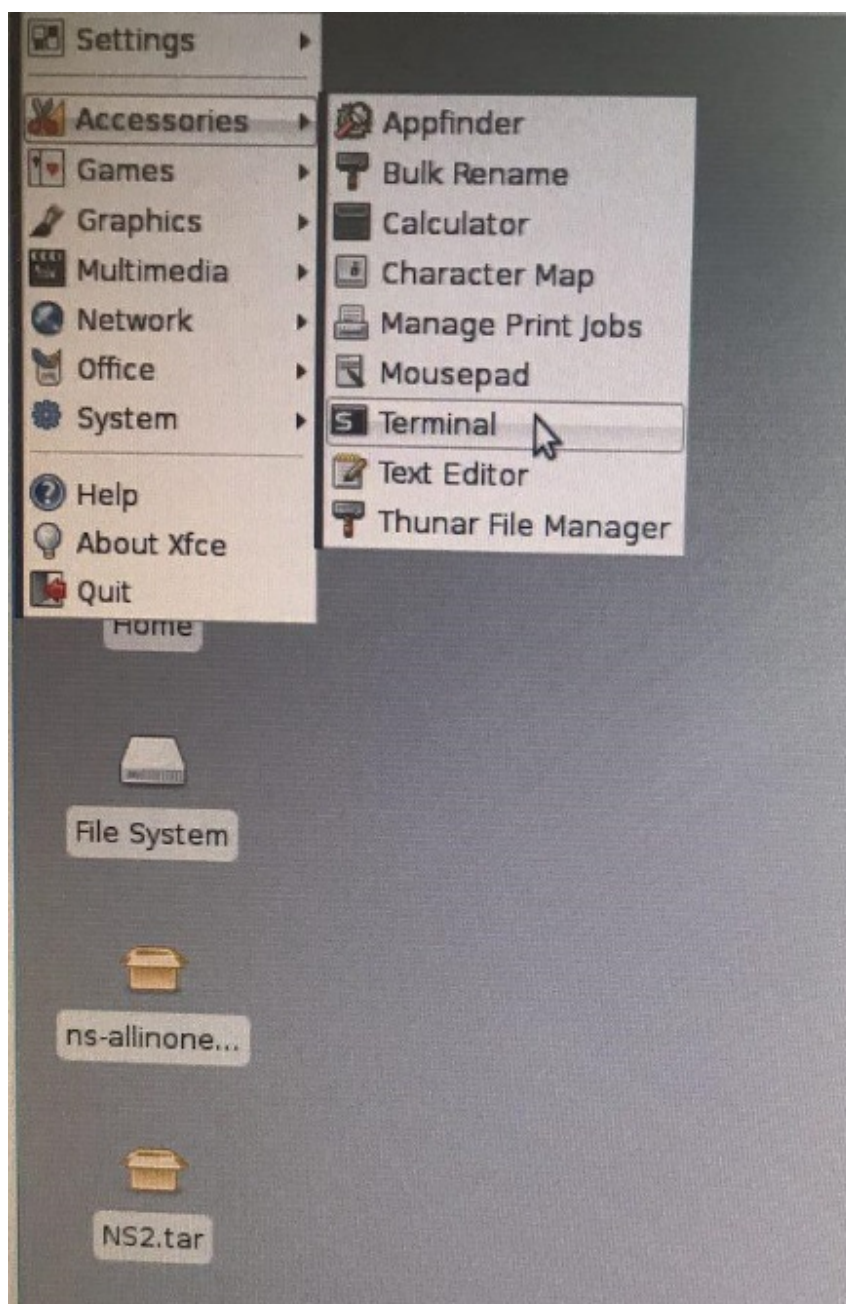 Settings
Accessories
Games
Graphics
Multimedia
Network
Office
System
Help
About Xfce
Quit
Appfinder
Bulk Rename
Calculator
Character Map
Manage Print Jobs
Mousepad
Terminal
Text Editor
Thunar File Manager
Home
File System
ns-allinone...
NS2.tar